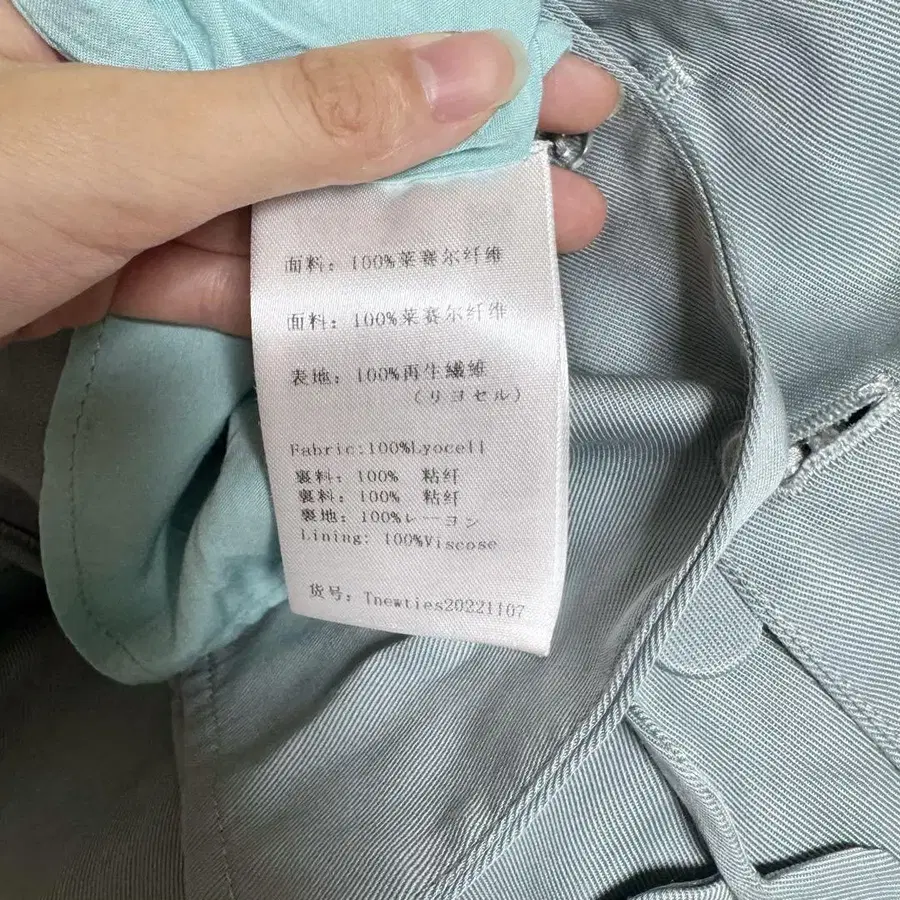 面料: 100%莱赛尔纤维
面料: 100%莱赛尔纤维
表地: 100%再生繊維
(リヨセル)
Fabric:100%Lyocell
裏料: 100% 粘纤
裏料: 100% 粘纤
裏地: 100%レーヨン
Lining: 100%Viscose
货号: Tnewties20221107